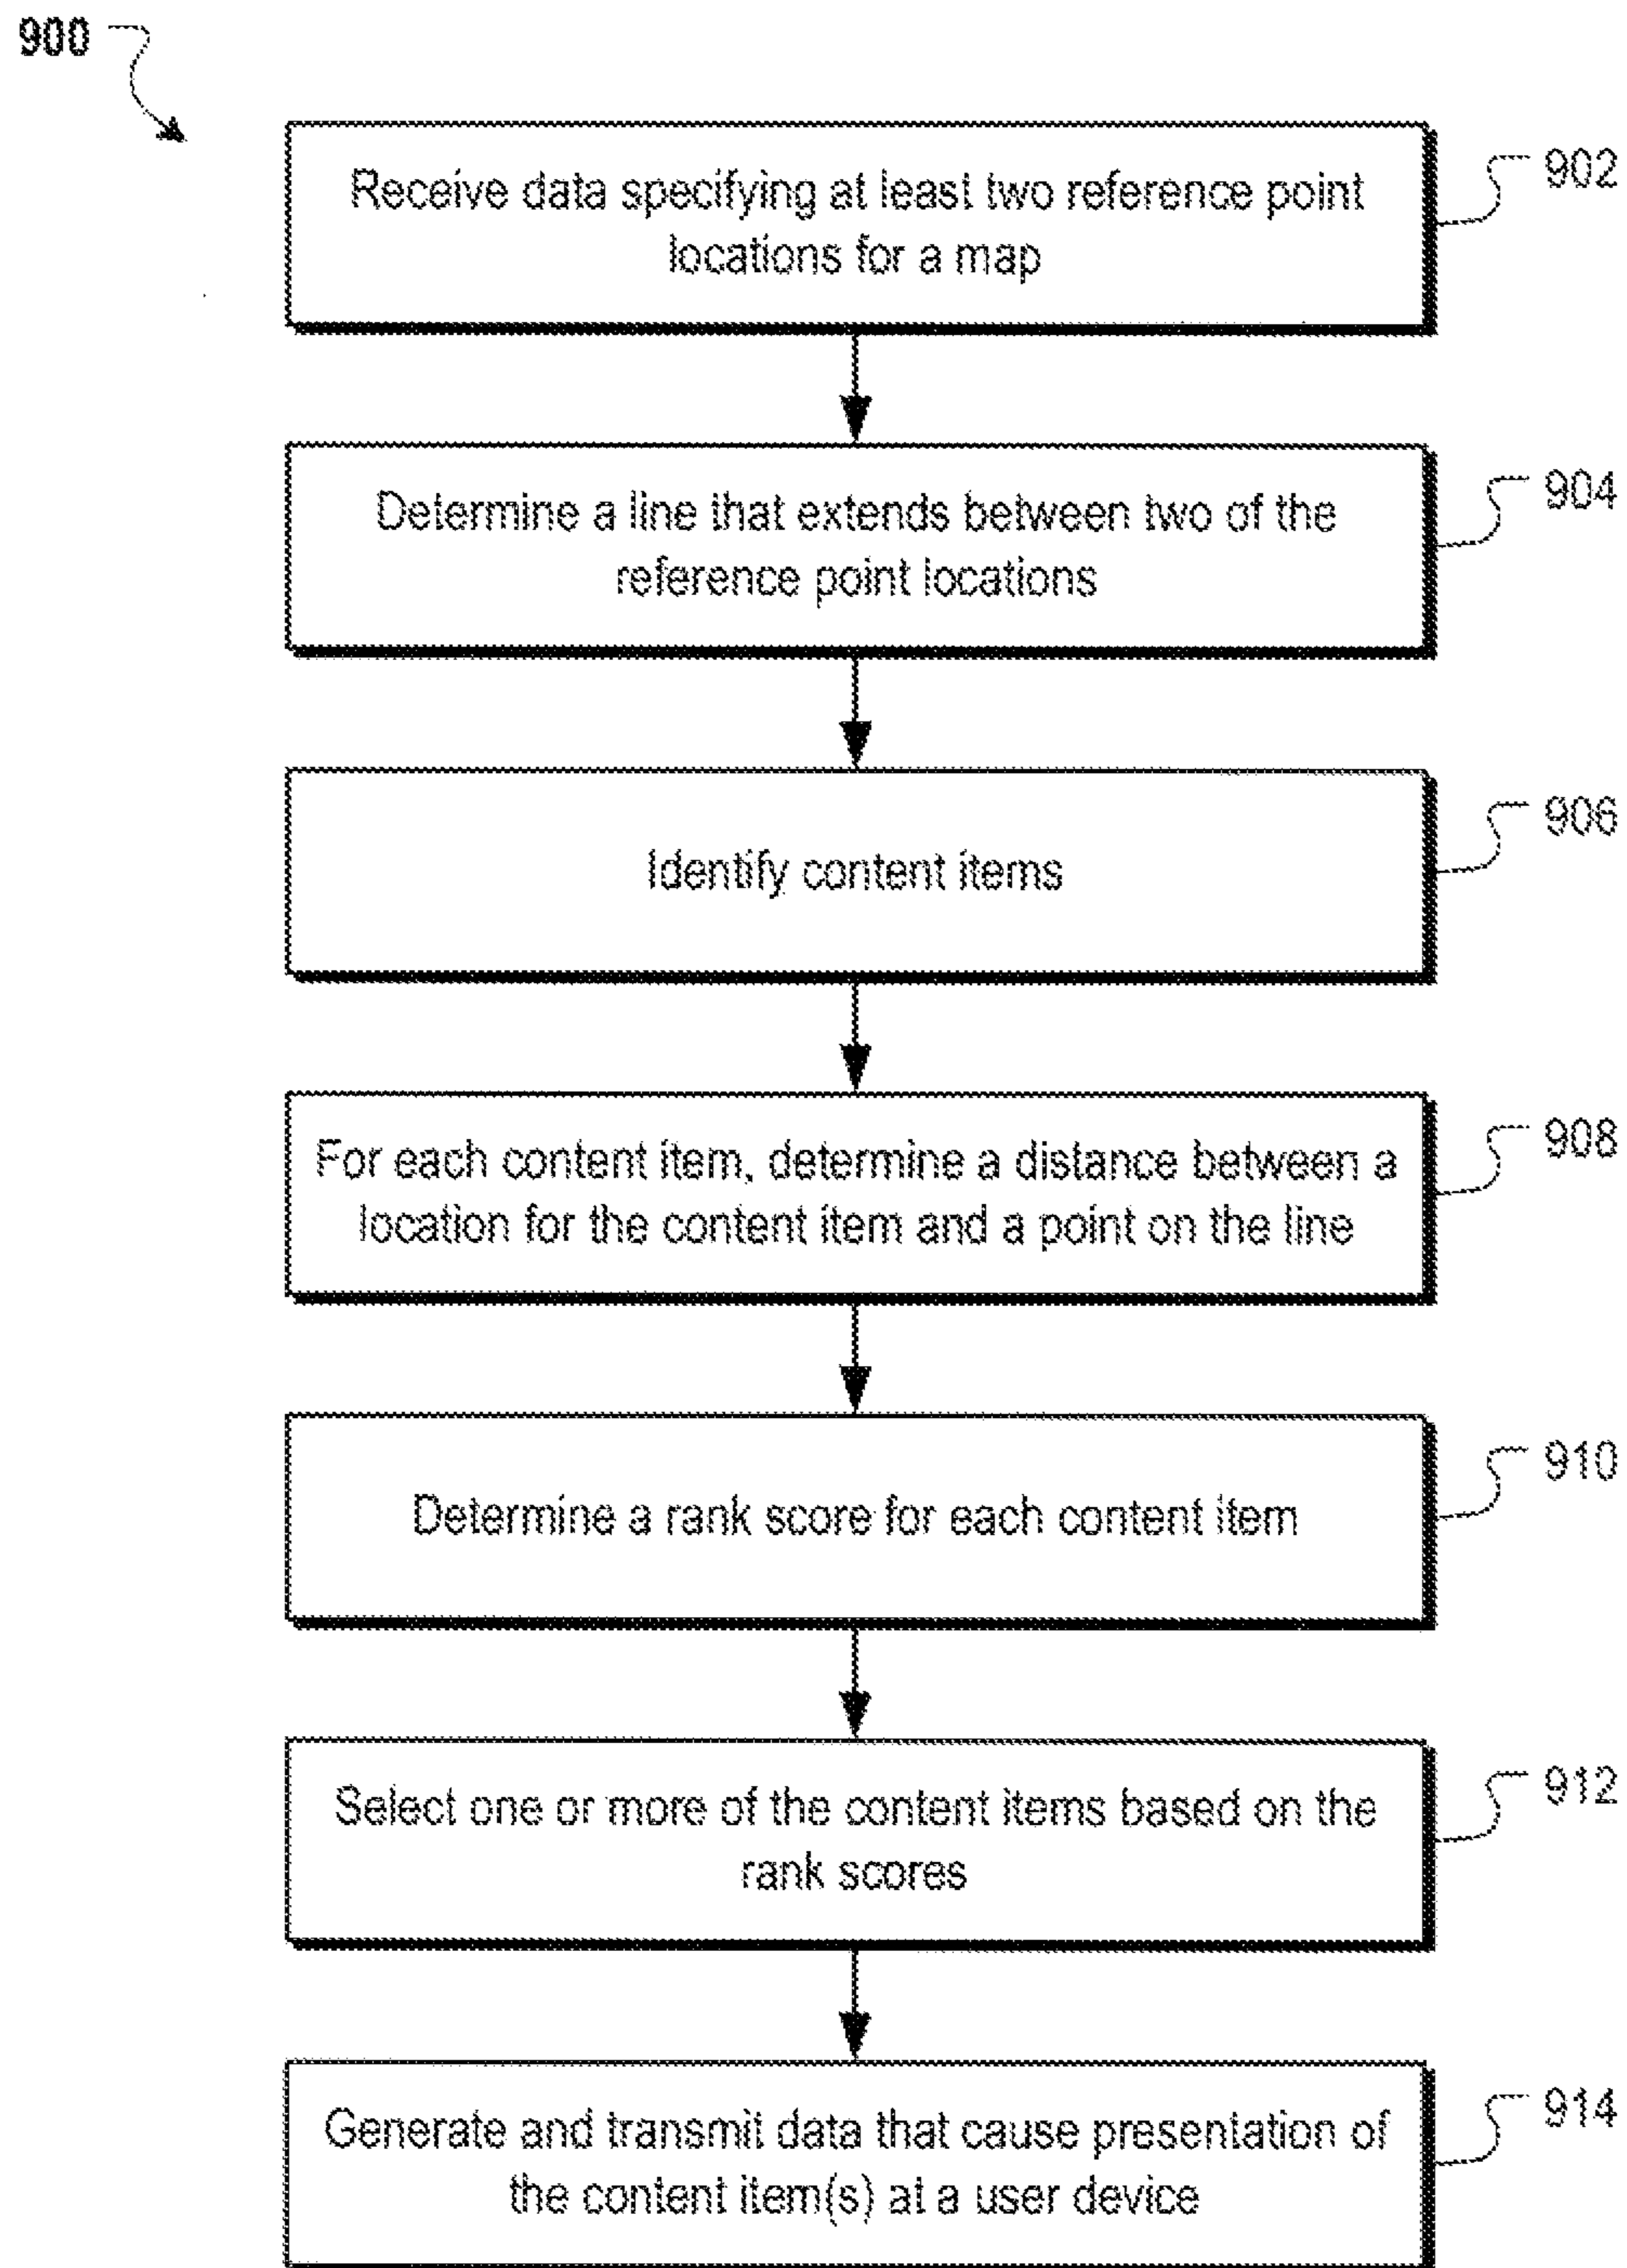 900
Receive data specifying at least two reference point
locations for a map
902
Determine a line that extends between two of the
reference point locations
904
Identify content items
906
For each content item, determine a distance between a
location for the content item and a point on the line
908
Determine a rank score for each content item
910
Select one or more of the content items based on the
rank scores
912
Generate and transmit data that cause presentation of
the content item(s) at a user device
914